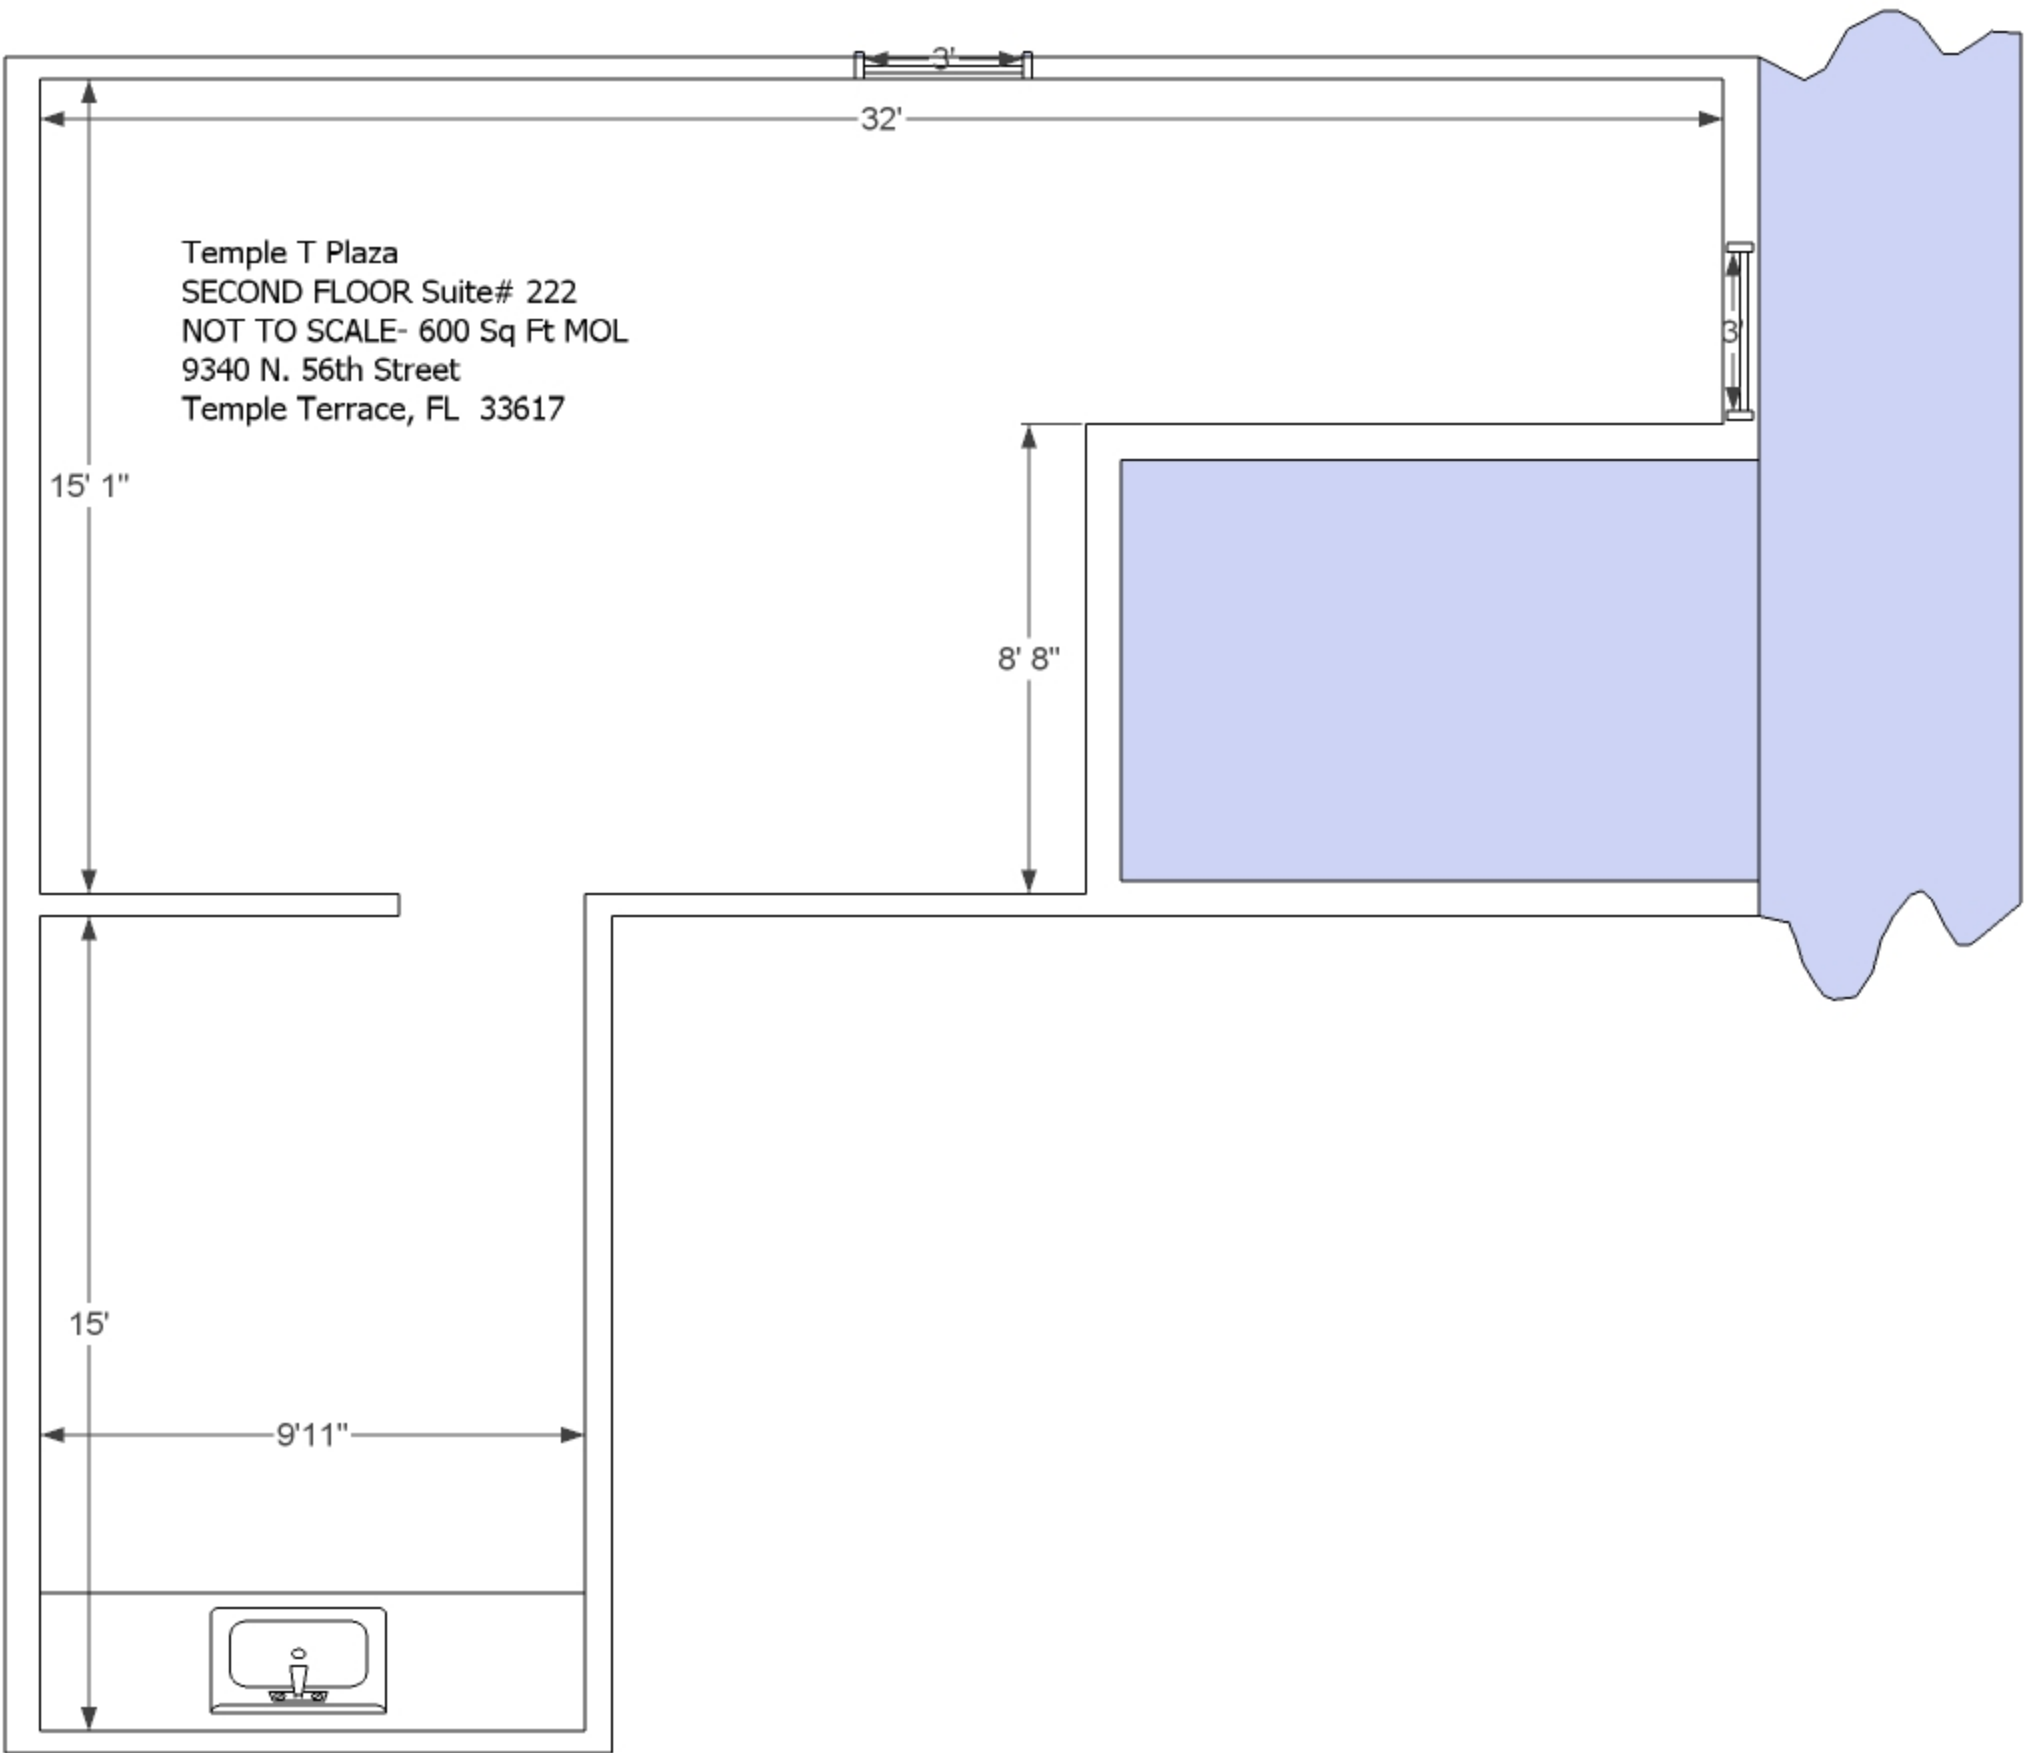 3'
32'
Temple T Plaza
SECOND FLOOR Suite# 222
NOT TO SCALE- 600 Sq Ft MOL
9340 N. 56th Street
Temple Terrace, FL  33617
3'
15' 1"
8' 8"
15'
9'11"